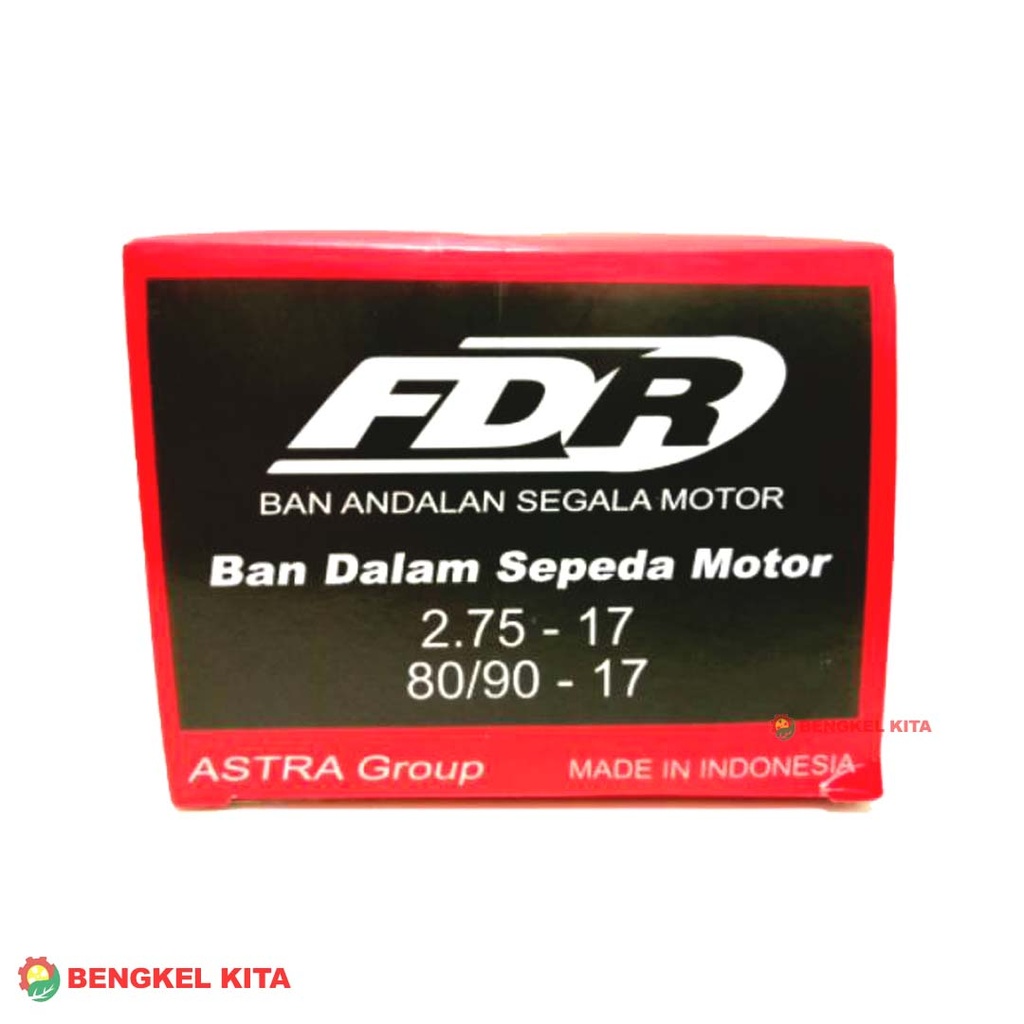 FDR
BAN ANDALAN SEGALA MOTOR
Ban Dalam Sepeda Motor
2.75 - 17
80/90 - 17
BENGKEL KITA
ASTRA Group MADE IN INDONESIA
BENGKEL KITA